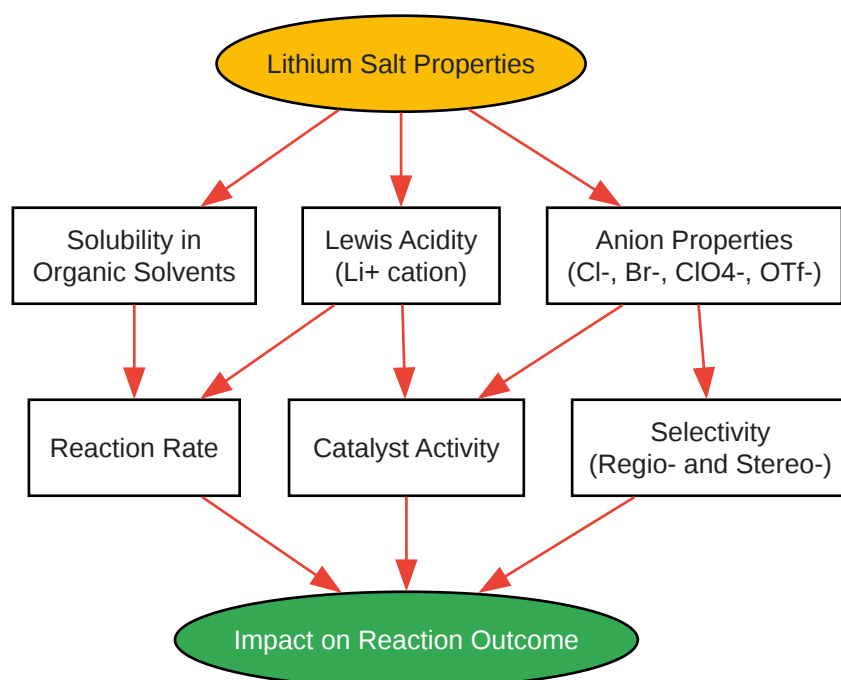 Lithium Salt Properties
Solubility in
Organic Solvents
Lewis Acidity
(Li+ cation)
Anion Properties
(Cl-, Br-, ClO4-, OTf-)
Reaction Rate
Catalyst Activity
Selectivity
(Regio- and Stereo-)
Impact on Reaction Outcome